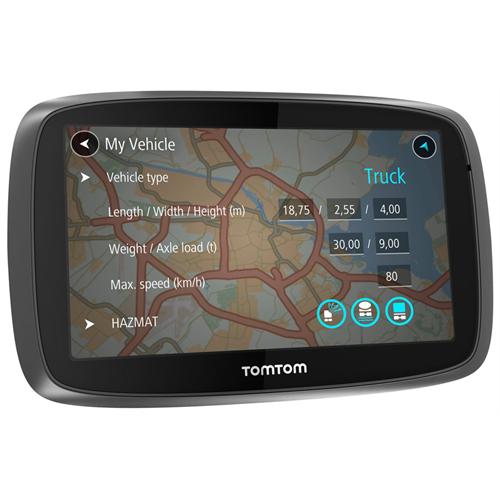 My Vehicle
Vehicle type Truck
Length / Width / Height (m) 18,75 / 2,55 / 4,00
Weight / Axle load (t) 30,00 / 9,00
Max. speed (km/h) 80
HAZMAT
TOMTOM